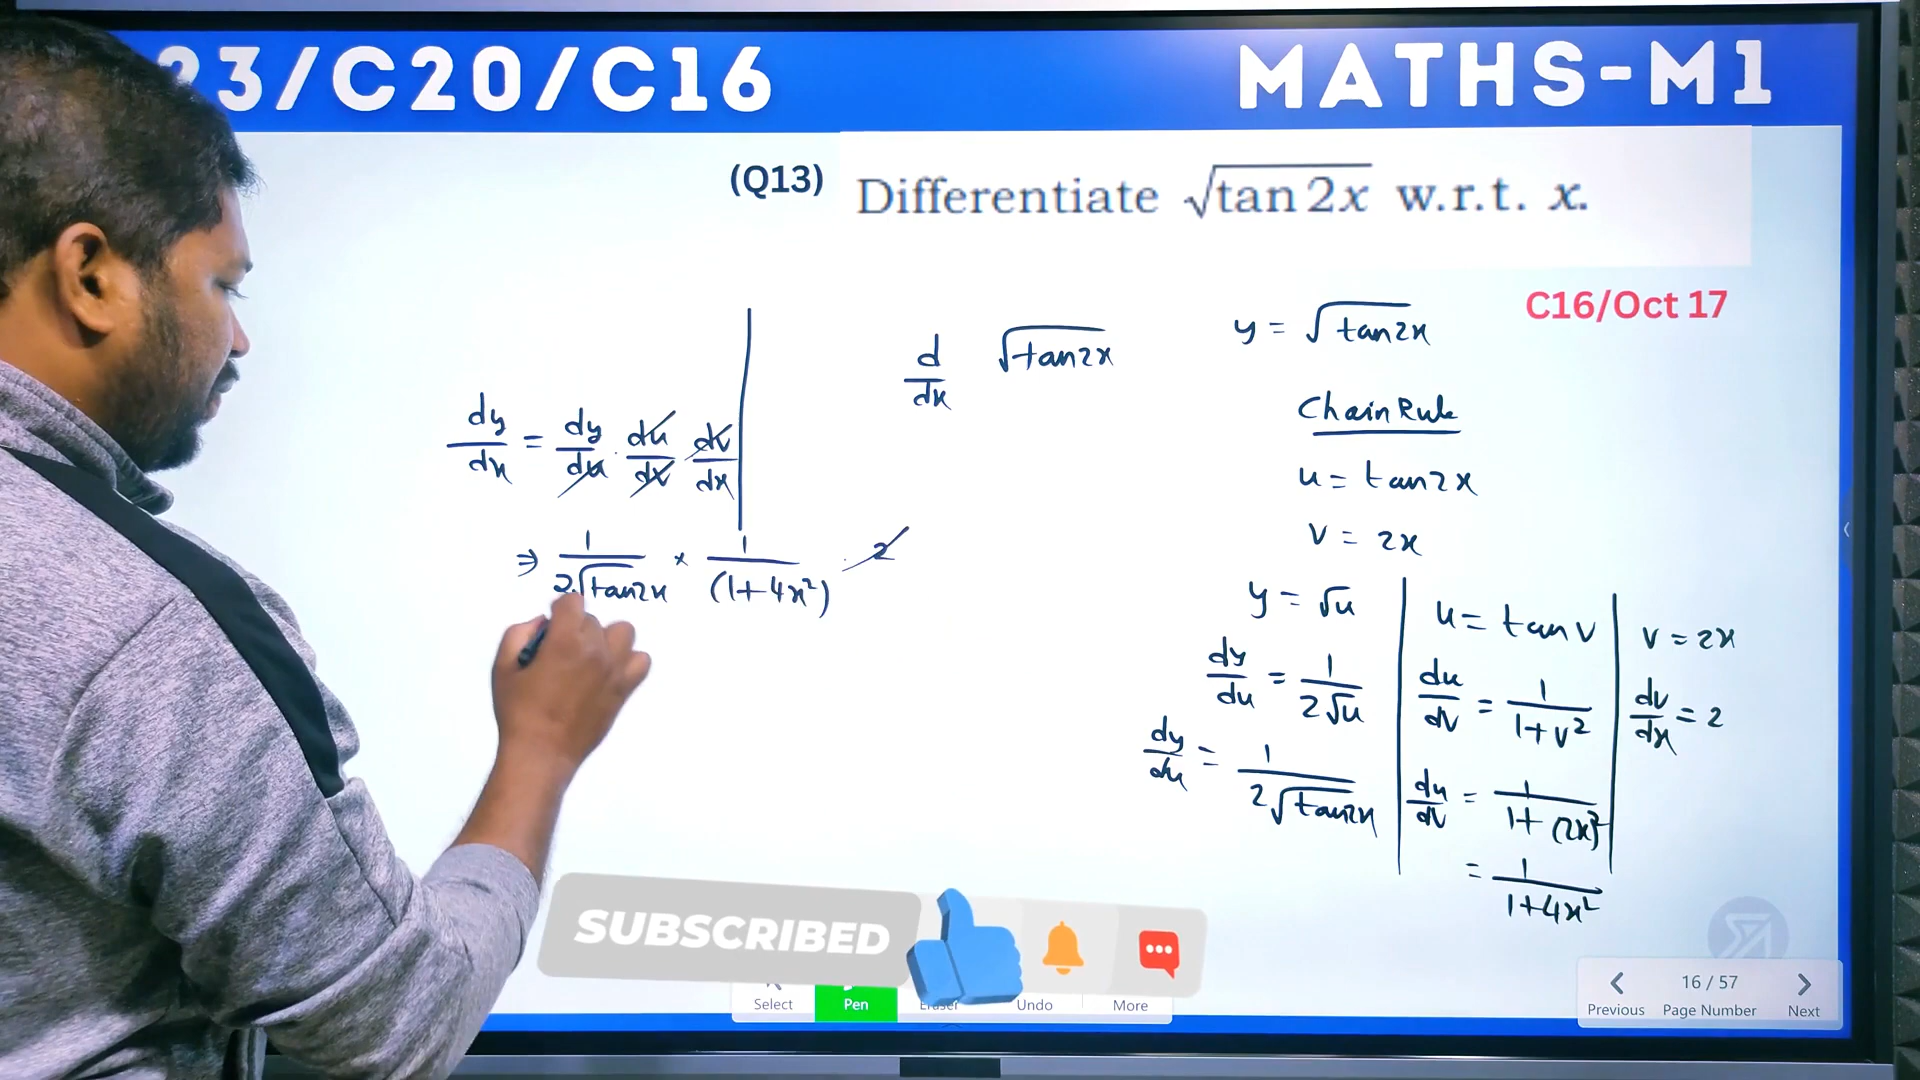 23/C20/C16
MATHS-M1
(Q13) Differentiate √tan 2x w.r.t. x.
C16/Oct 17
d/dx √tan2x
y = √tan2x
Chain Rule
u = tan2x
v = 2x
dy/dx = dy/du · du/dv · dv/dx
⇒ 1/2√tan2x × 1/(1+4x²) · 2
y = √u
dy/du = 1/2√u
dy/du = 1/2√tan2x
u = tan v
du/dv = 1/1+v²
du/dv = 1/1+(2x)²
= 1/1+4x²
v = 2x
dv/dx = 2
SUBSCRIBED
Select
Pen
Eraser
Undo
More
16 / 57
Previous
Page Number
Next